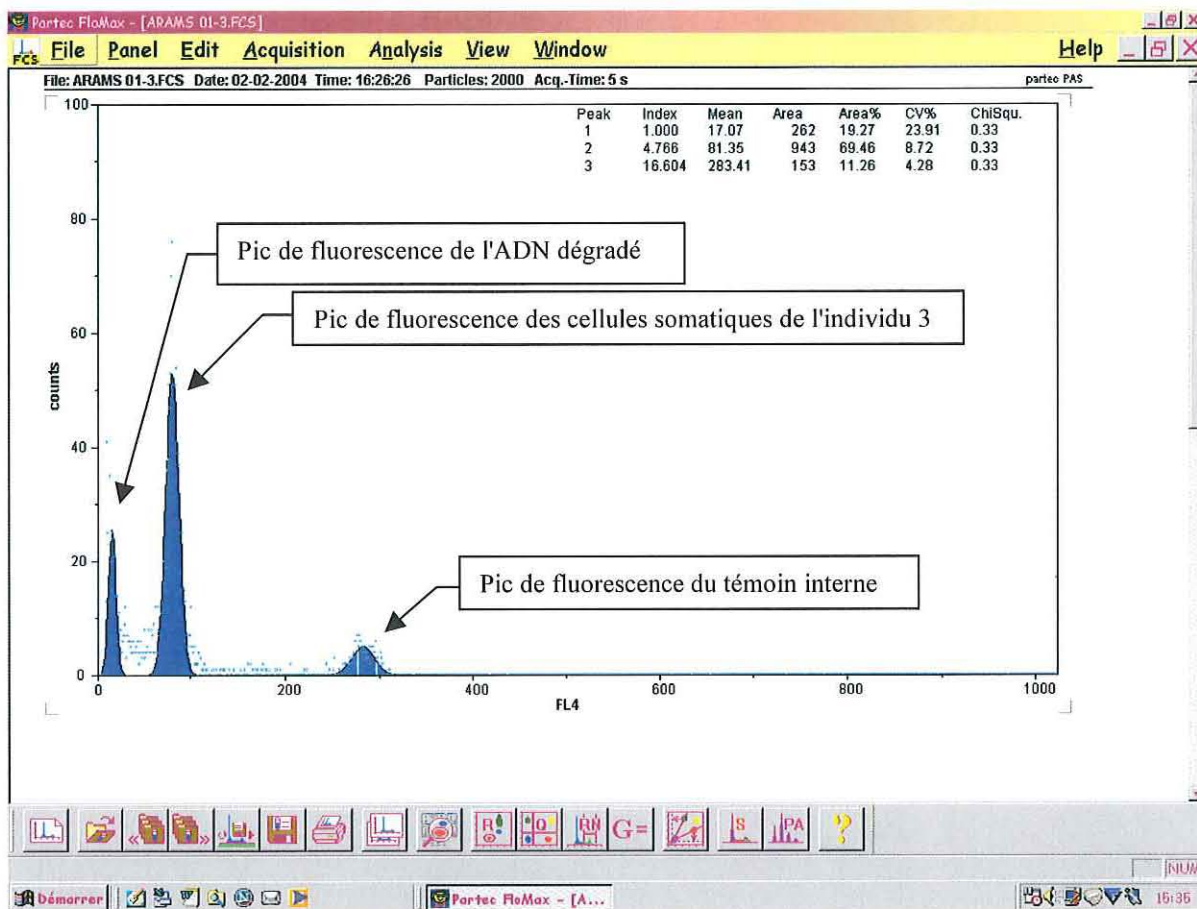 Partec FloMax - [ARAMS 01-3.FCS]
FCS File Panel Edit Acquisition Analysis View Window Help
File: ARAMS 01-3.FCS Date: 02-02-2004 Time: 16:26:26 Particles: 2000 Acq.-Time: 5 s partec PAS
Peak Index Mean Area Area% CV% ChiSqu.
1 1.000 17.07 262 19.27 23.91 0.33
2 4.766 81.35 943 69.46 8.72 0.33
3 16.604 283.41 153 11.26 4.28 0.33
100
80
60
40
20
0
counts
Pic de fluorescence de l'ADN dégradé
Pic de fluorescence des cellules somatiques de l'individu 3
Pic de fluorescence du témoin interne
0 200 400 600 800 1000
FL4
R Q RN G= S PA ?
NUM
Démarrer Partec FloMax - [A... 15:35